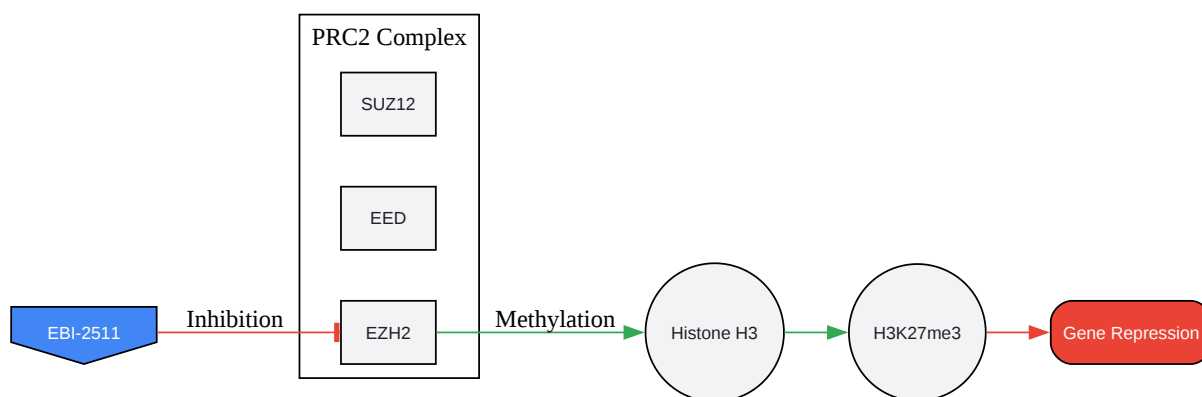 PRC2 Complex
SUZ12
EED
EBI-2511
Inhibition
EZH2
Methylation
Histone H3
H3K27me3
Gene Repression